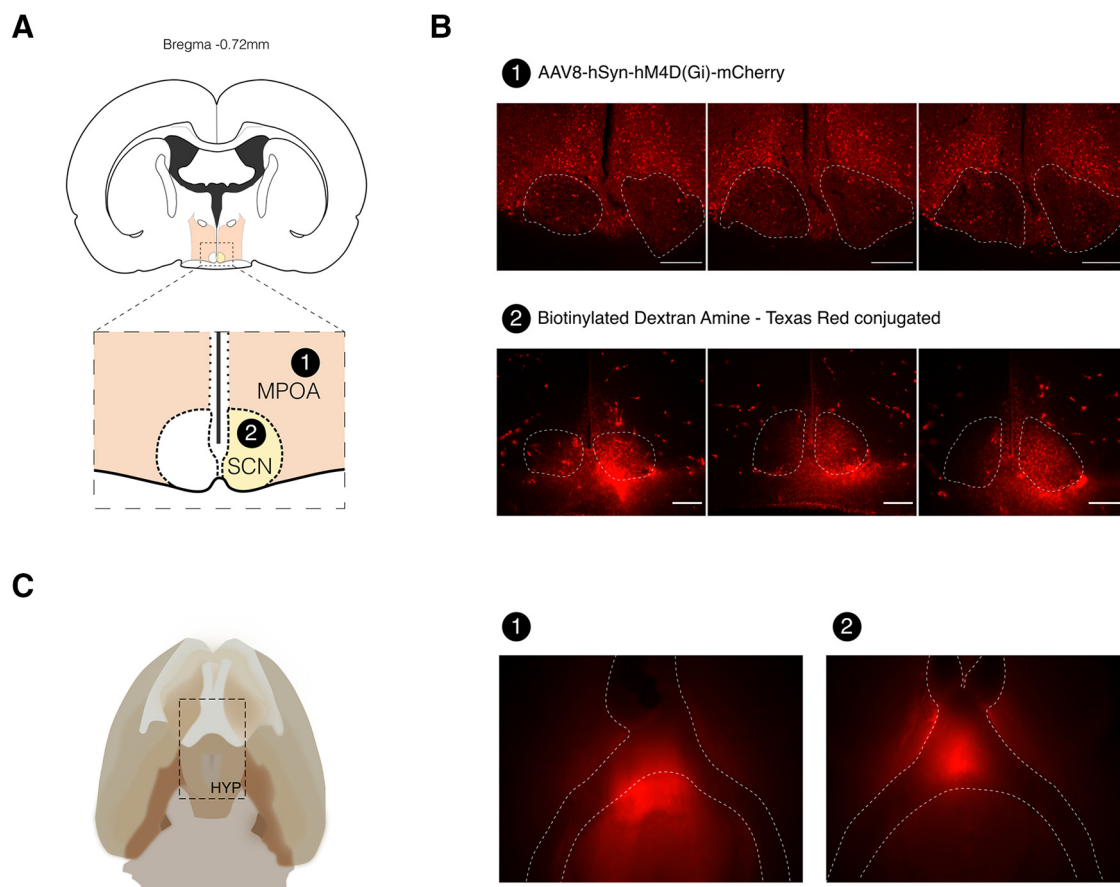 A
Bregma -0.72mm
1
MPOA
2
SCN
B
1 AAV8-hSyn-hM4D(Gi)-mCherry
2 Biotinylated Dextran Amine - Texas Red conjugated
C
HYP
1
2